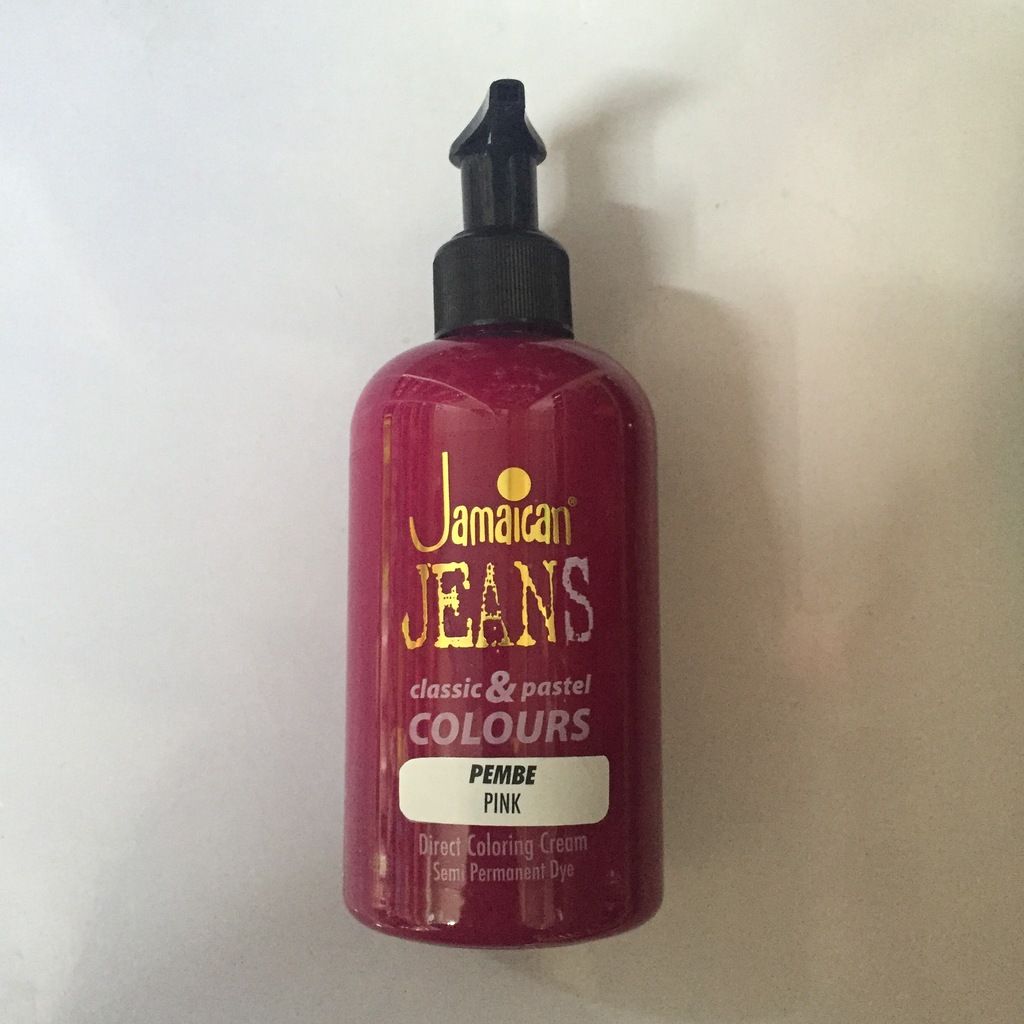 Jamaican®
JEANS
classic & pastel
COLOURS
PEMBE
PINK
Direct Coloring Cream
Semi Permanent Dye